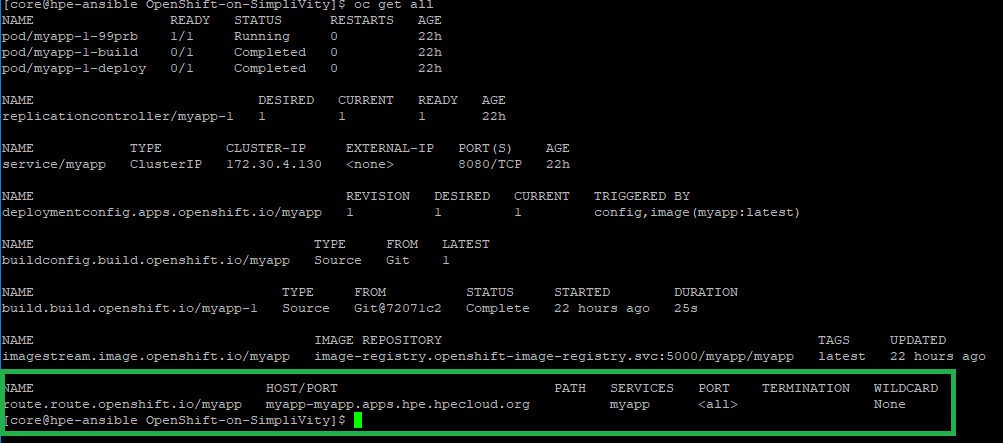 [core@hpe-ansible OpenShift-on-SimpliVity]$ oc get all
NAME READY STATUS RESTARTS AGE
pod/myapp-1-99prb 1/1 Running 0 22h
pod/myapp-1-build 0/1 Completed 0 22h
pod/myapp-1-deploy 0/1 Completed 0 22h
NAME DESIRED CURRENT READY AGE
replicationcontroller/myapp-1 1 1 1 22h
NAME TYPE CLUSTER-IP EXTERNAL-IP PORT(S) AGE
service/myapp ClusterIP 172.30.4.130 <none> 8080/TCP 22h
NAME REVISION DESIRED CURRENT TRIGGERED BY
deploymentconfig.apps.openshift.io/myapp 1 1 1 config,image(myapp:latest)
NAME TYPE FROM LATEST
buildconfig.build.openshift.io/myapp Source Git 1
NAME TYPE FROM STATUS STARTED DURATION
build.build.openshift.io/myapp-1 Source Git@72071c2 Complete 22 hours ago 25s
NAME IMAGE REPOSITORY TAGS UPDATED
imagestream.image.openshift.io/myapp image-registry.openshift-image-registry.svc:5000/myapp/myapp latest 22 hours ago
NAME HOST/PORT PATH SERVICES PORT TERMINATION WILDCARD
route.route.openshift.io/myapp myapp-myapp.apps.hpe.hpecloud.org myapp <all> None
[core@hpe-ansible OpenShift-on-SimpliVity]$